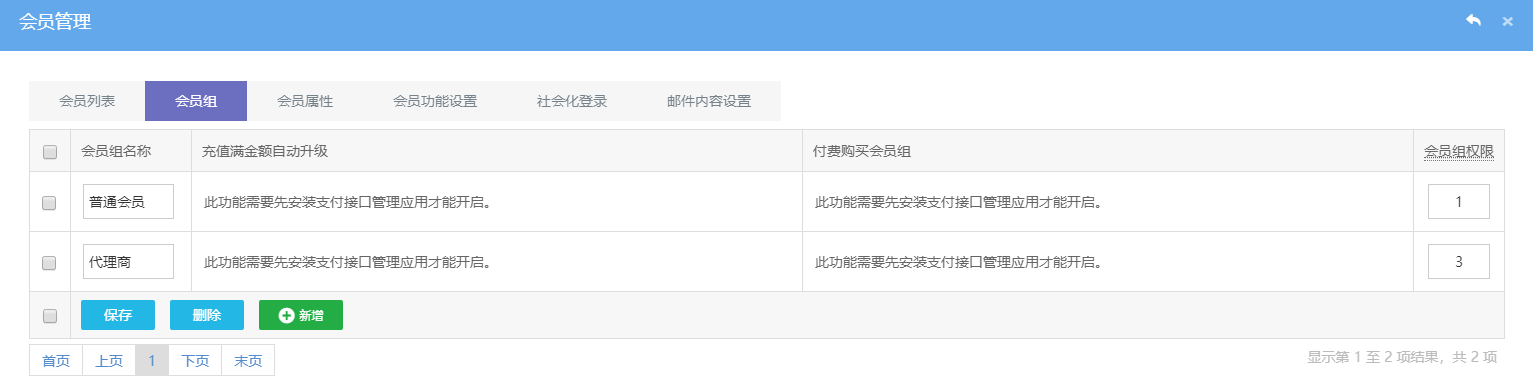 会员管理
会员列表 会员组 会员属性 会员功能设置 社会化登录 邮件内容设置
会员组名称 充值满金额自动升级 付费购买会员组 会员组权限
普通会员 此功能需要先安装支付接口管理应用才能开启。 此功能需要先安装支付接口管理应用才能开启。 1
代理商 此功能需要先安装支付接口管理应用才能开启。 此功能需要先安装支付接口管理应用才能开启。 3
保存 删除 新增
首页 上页 1 下页 末页 显示第 1 至 2 项结果，共 2 项